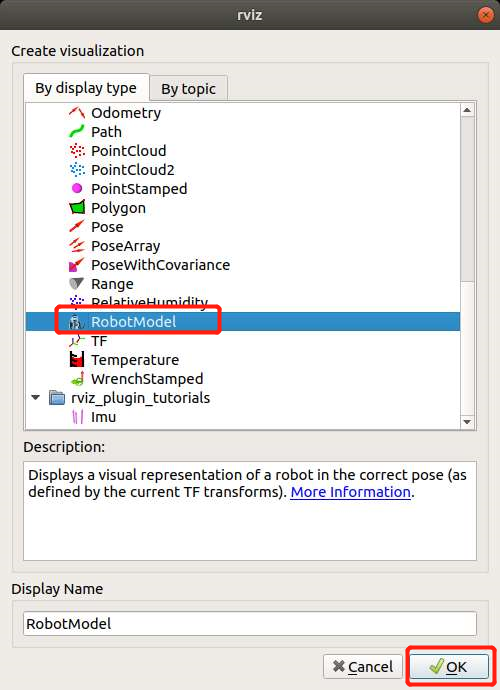 rviz
Create visualization
By display type
By topic
Odometry
Path
PointCloud
PointCloud2
PointStamped
Polygon
Pose
PoseArray
PoseWithCovariance
Range
RelativeHumidity
RobotModel
TF
Temperature
WrenchStamped
rviz_plugin_tutorials
Imu
Description:
Displays a visual representation of a robot in the correct pose (as
defined by the current TF transforms). More Information.
Display Name
RobotModel
Cancel
OK